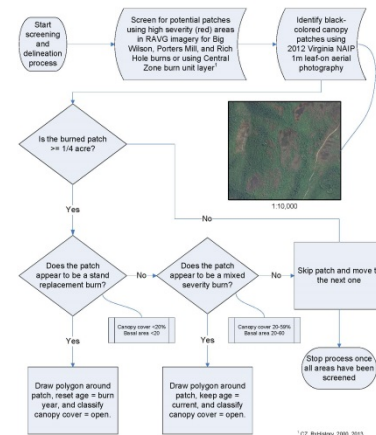 Start
screening and
delineation
process
Screen for potential patches
using high severity (red) areas
in RAVG imagery for Big
Wilson, Porters Mill, and Rich
Hole burns or using Central
Zone burn unit layer¹
Identify black-
colored canopy
patches using
2012 Virginia NAIP
1m leaf-on aerial
photography
1:10,000
Is the burned patch
>= 1/4 acre?
Yes
No
Does the patch
appear to be a stand
replacement burn?
No
Does the patch
appear to be a mixed
severity burn?
No
Skip patch and move t
the next one
Canopy cover <20%
Basal area <20
Canopy cover 20-59%
Basal area 20-60
Yes
Yes
Draw polygon around
patch, reset age = burn
year, and classify
canopy cover = open.
Draw polygon around
patch, keep age =
current, and classify
canopy cover = open.
Stop process once
all areas have been
screened
2013